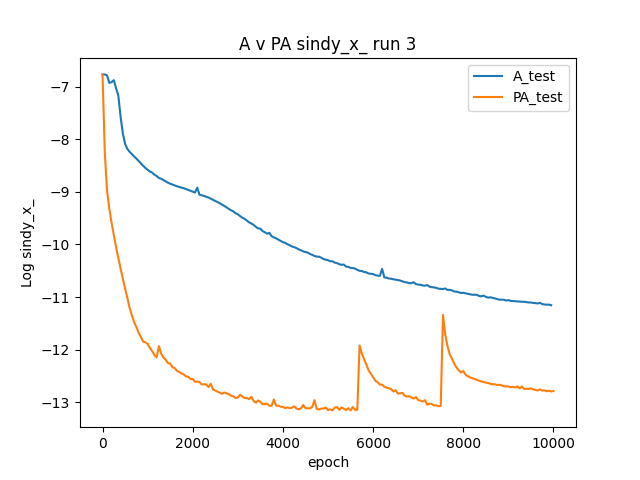 A v PA sindy_x_ run 3
A_test
PA_test
Log sindy_x_
−7
−8
−9
−10
−11
−12
−13
0
2000
4000
6000
8000
10000
epoch